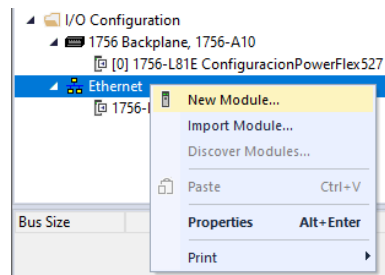 I/O Configuration
1756 Backplane, 1756-A10
[0] 1756-L81E ConfiguracionPowerFlex527
Ethernet
1756-
New Module...
Import Module...
Discover Modules...
Paste Ctrl+V
Bus Size
Properties Alt+Enter
Print